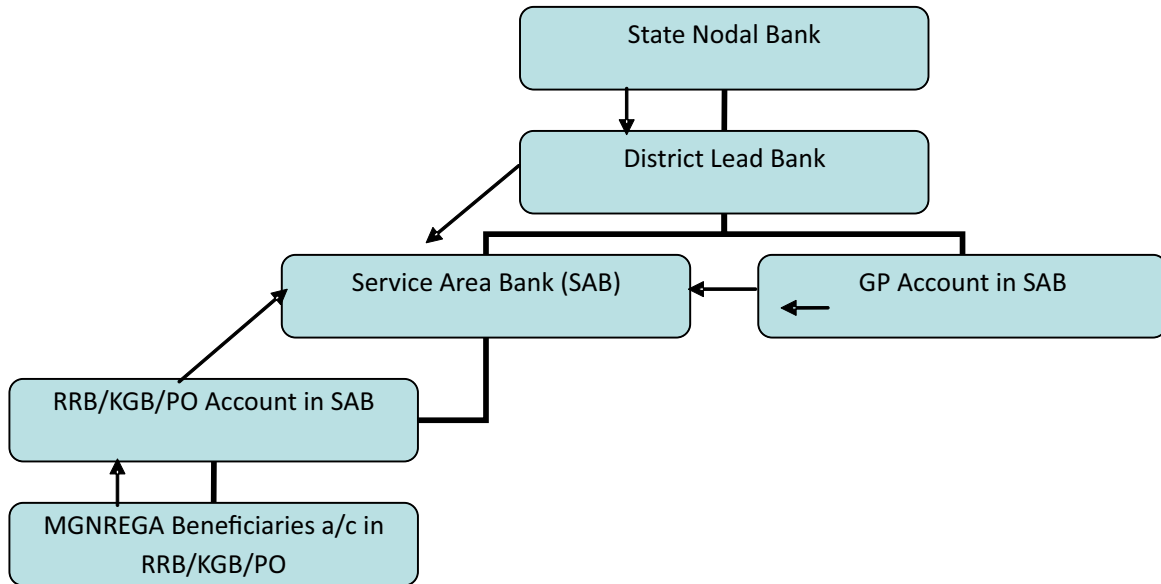 State Nodal Bank
District Lead Bank
Service Area Bank (SAB)
GP Account in SAB
RRB/KGB/PO Account in SAB
MGNREGA Beneficiaries a/c in
RRB/KGB/PO